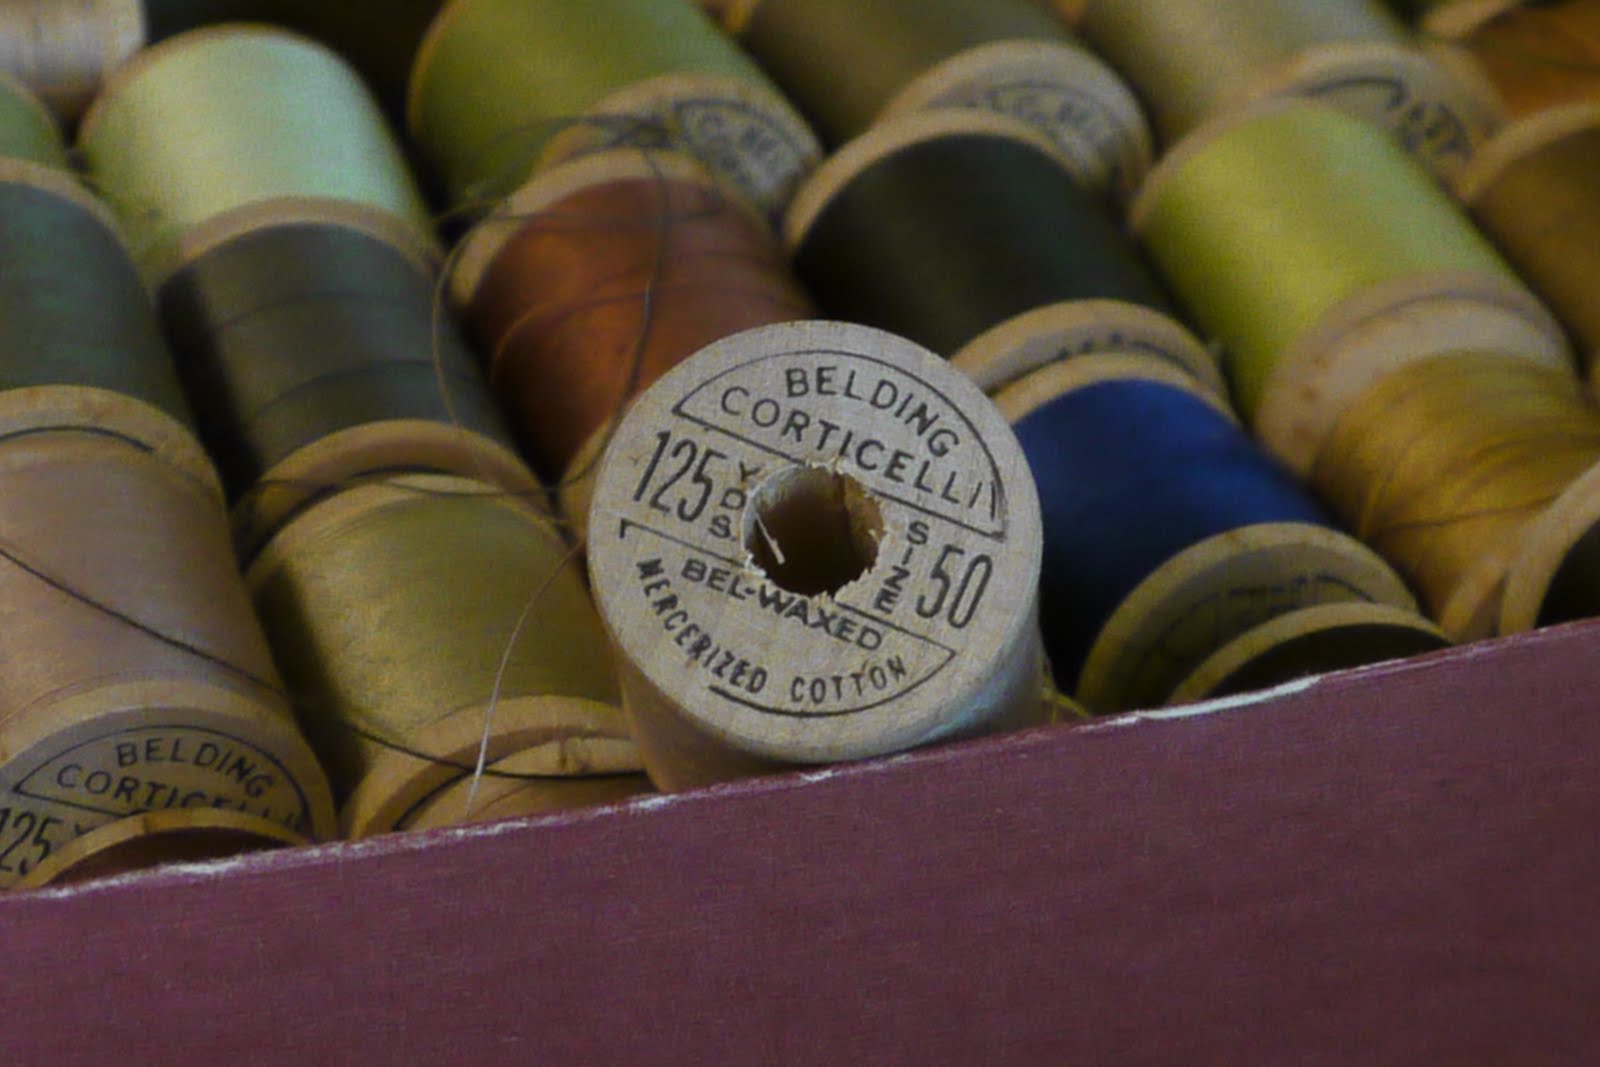 BELDING
CORTICELLI
125 YDS. SIZE 50
BEL-WAXED
MERCERIZED COTTON
BELDING
CORTICELLI
125